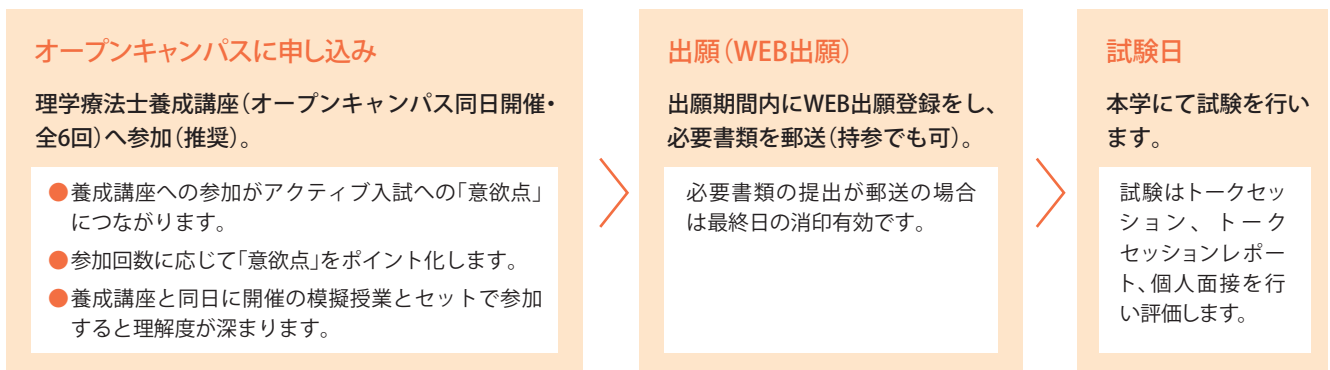 オープンキャンパスに申し込み
理学療法士養成講座（オープンキャンパス同日開催・
全6回）へ参加（推奨）。
●養成講座への参加がアクティブ入試への「意欲点」
につながります。
●参加回数に応じて「意欲点」をポイント化します。
●養成講座と同日に開催の模擬授業とセットで参加
すると理解度が深まります。
出願（WEB出願）
出願期間内にWEB出願登録をし、
必要書類を郵送（持参でも可）。
必要書類の提出が郵送の場合
は最終日の消印有効です。
試験日
本学にて試験を行い
ます。
試験はトークセッ
ション、トーク
セッションレポー
ト、個人面接を行
い評価します。